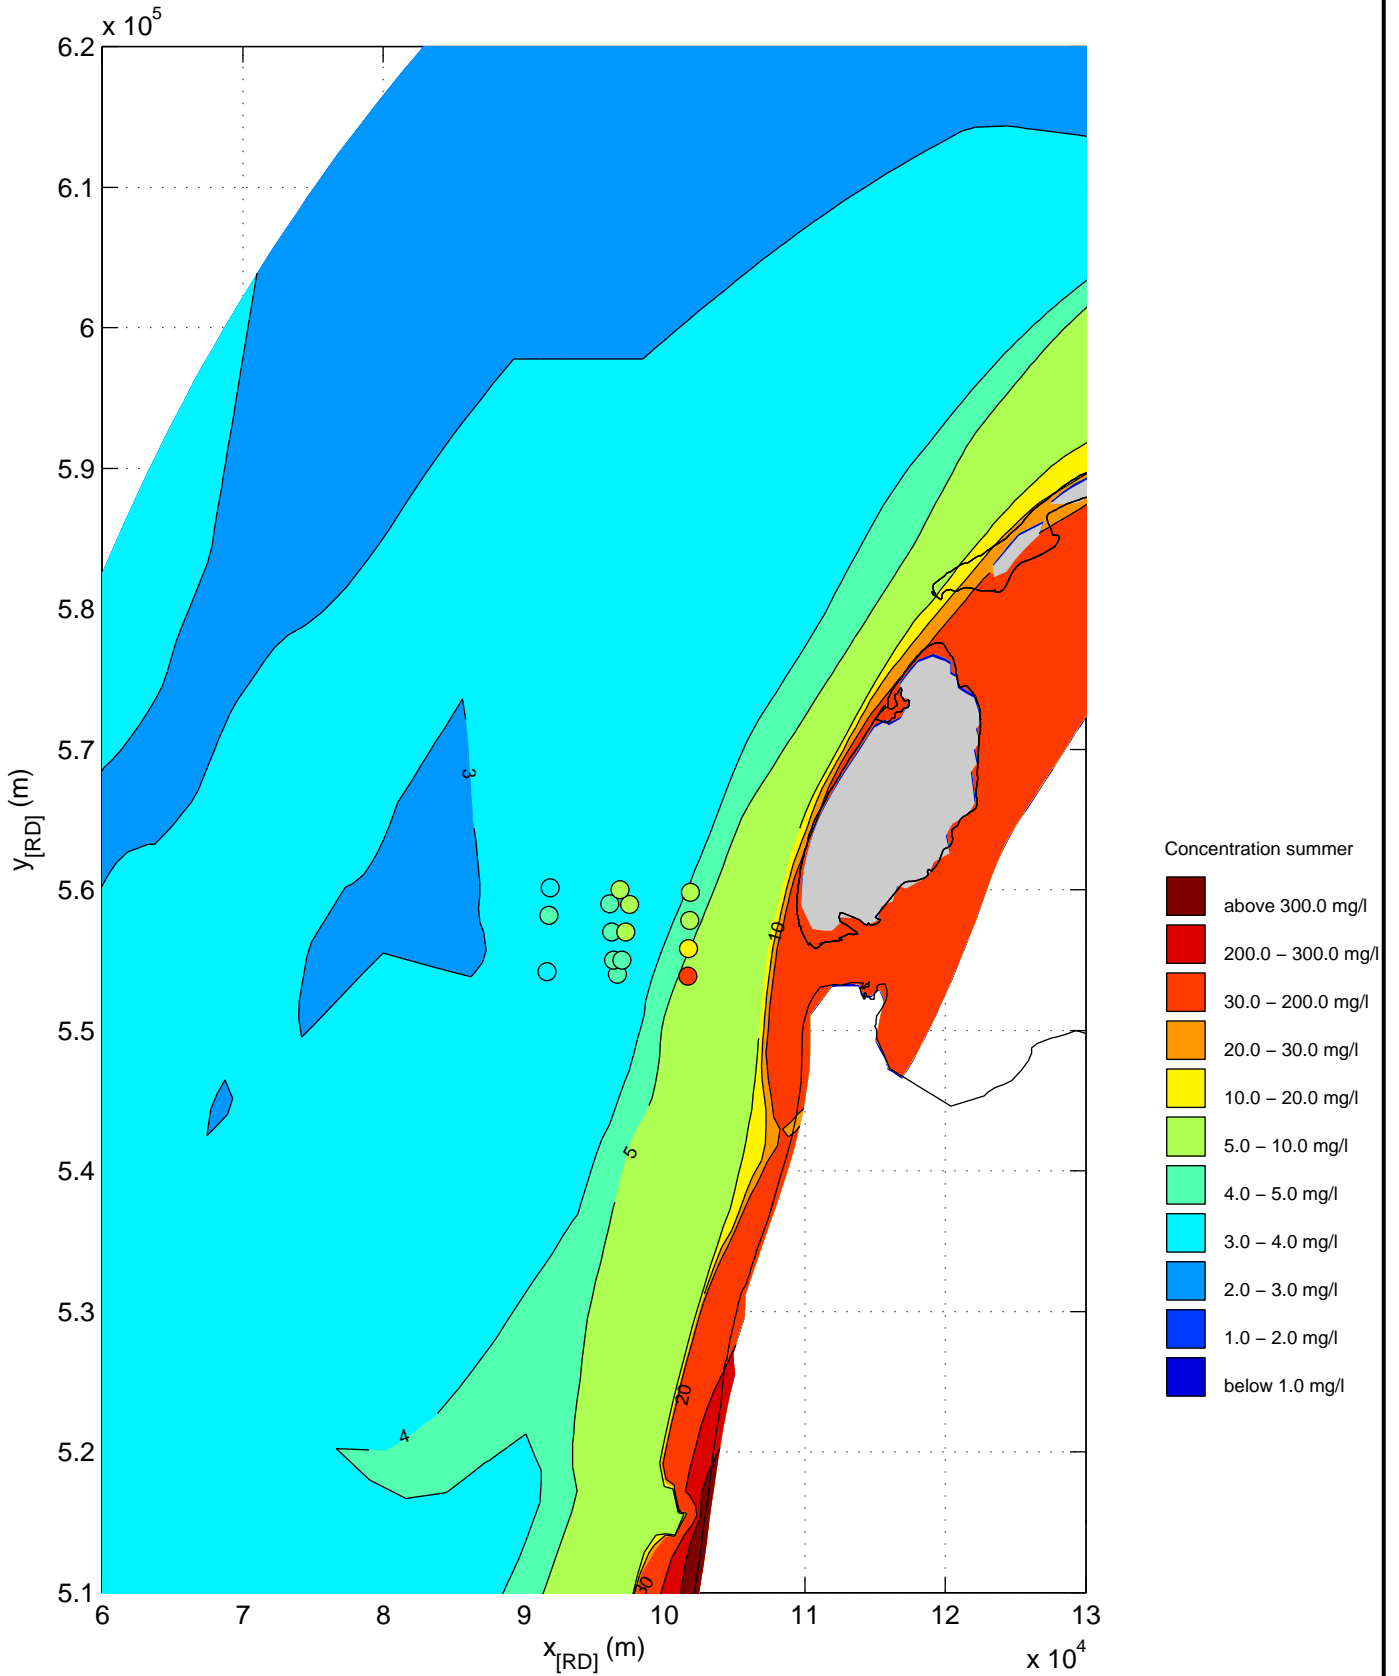 x 10⁵
6.2
6.1
6
5.9
5.8
5.7
5.6
5.5
5.4
5.3
5.2
5.1
y[RD] (m)
3
10
5
20
4
30
6 7 8 9 10 11 12 13
x[RD] (m)
x 10⁴
Concentration summer
above 300.0 mg/l
200.0 – 300.0 mg/l
30.0 – 200.0 mg/l
20.0 – 30.0 mg/l
10.0 – 20.0 mg/l
5.0 – 10.0 mg/l
4.0 – 5.0 mg/l
3.0 – 4.0 mg/l
2.0 – 3.0 mg/l
1.0 – 2.0 mg/l
below 1.0 mg/l